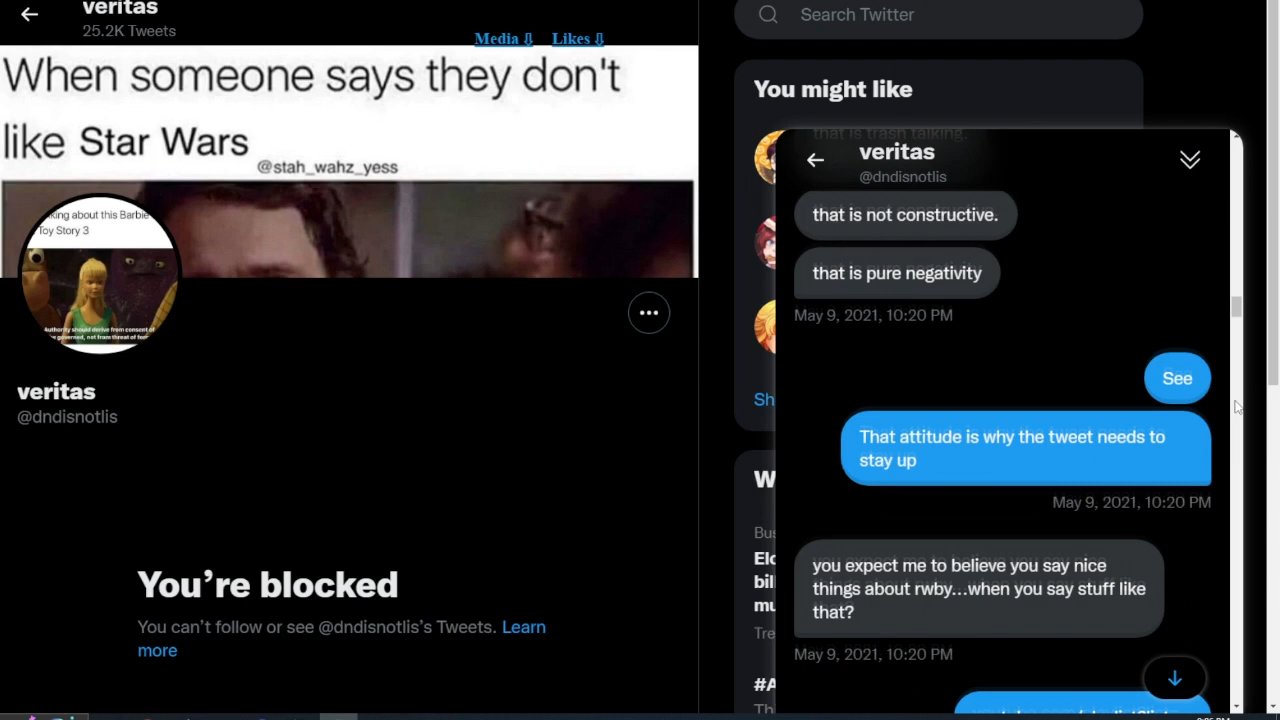 veritas
25.2K Tweets
Media ⇩ Likes ⇩
When someone says they don't
like Star Wars
@stah_wahz_yess
king about this Barbie
Toy Story 3
Authority should derive from consent of
governed, not from threat of
veritas
@dndisnotlis
You're blocked
You can't follow or see @dndisnotlis's Tweets. Learn
more
Search Twitter
You might like
Sh
W
Bus
Elo
bil
mu
Tre
#A
Th
that is trash talking.
veritas
@dndisnotlis
that is not constructive.
that is pure negativity
May 9, 2021, 10:20 PM
See
That attitude is why the tweet needs to
stay up
May 9, 2021, 10:20 PM
you expect me to believe you say nice
things about rwby...when you say stuff like
that?
May 9, 2021, 10:20 PM